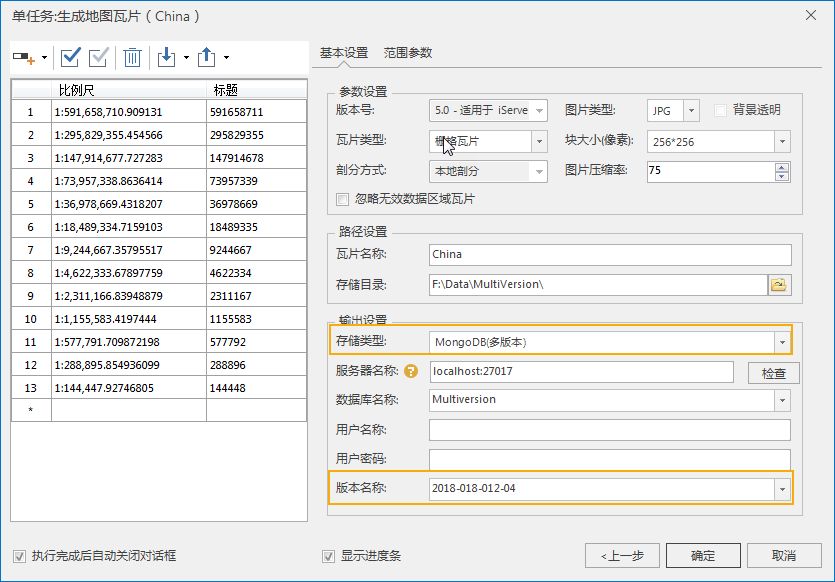 单任务:生成地图瓦片（China）
基本设置 范围参数
比例尺 标题
1 1:591,658,710.909131 591658711
2 1:295,829,355.454566 295829355
3 1:147,914,677.727283 147914678
4 1:73,957,338.8636414 73957339
5 1:36,978,669.4318207 36978669
6 1:18,489,334.7159103 18489335
7 1:9,244,667.35795517 9244667
8 1:4,622,333.67897759 4622334
9 1:2,311,166.83948879 2311167
10 1:1,155,583.4197444 1155583
11 1:577,791.709872198 577792
12 1:288,895.854936099 288896
13 1:144,447.92746805 144448
*
参数设置
版本号: 5.0 - 适用于 iServe 图片类型: JPG 背景透明
瓦片类型: 栅格瓦片 块大小(像素): 256*256
剖分方式: 本地剖分 图片压缩率: 75
忽略无效数据区域瓦片
路径设置
瓦片名称: China
存储目录: F:\Data\MultiVersion\
输出设置
存储类型: MongoDB(多版本)
服务器名称: ? localhost:27017 检查
数据库名称: Multiversion
用户名称:
用户密码:
版本名称: 2018-018-012-04
执行完成后自动关闭对话框 显示进度条 <上一步 确定 取消